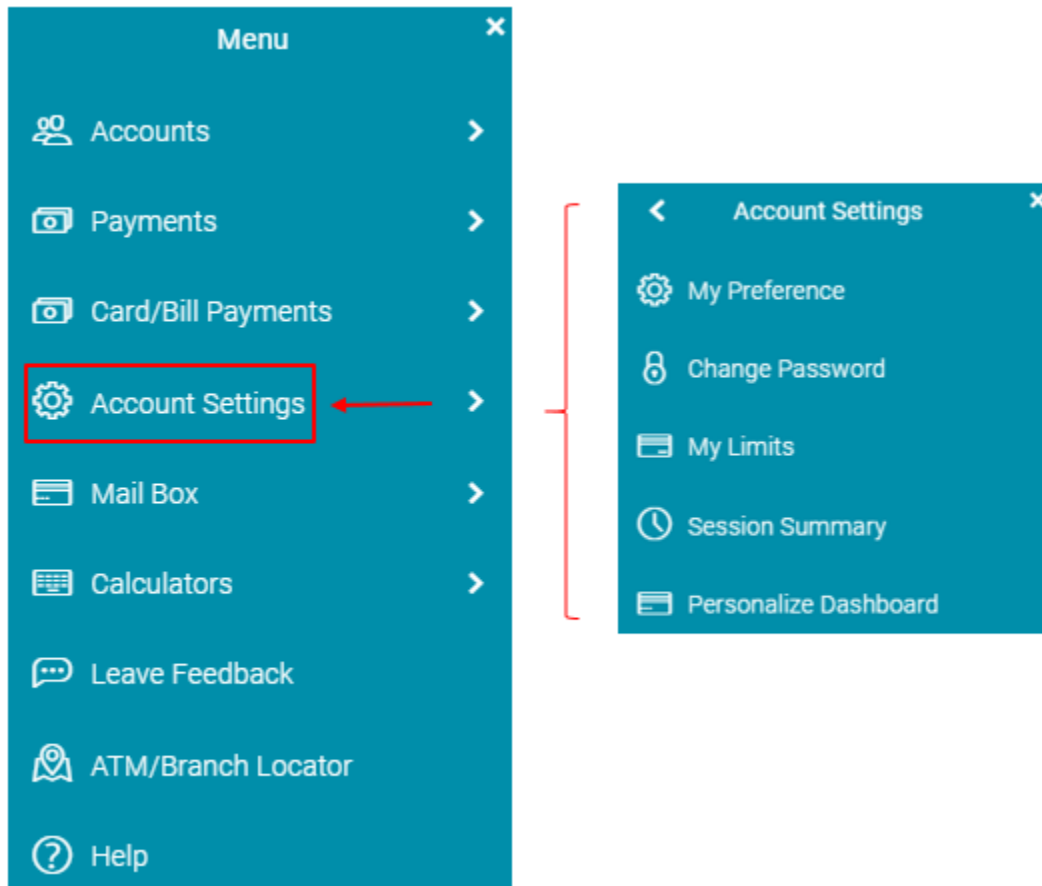 Menu
Accounts
Payments
Card/Bill Payments
Account Settings
Mail Box
Calculators
Leave Feedback
ATM/Branch Locator
Help
Account Settings
My Preference
Change Password
My Limits
Session Summary
Personalize Dashboard